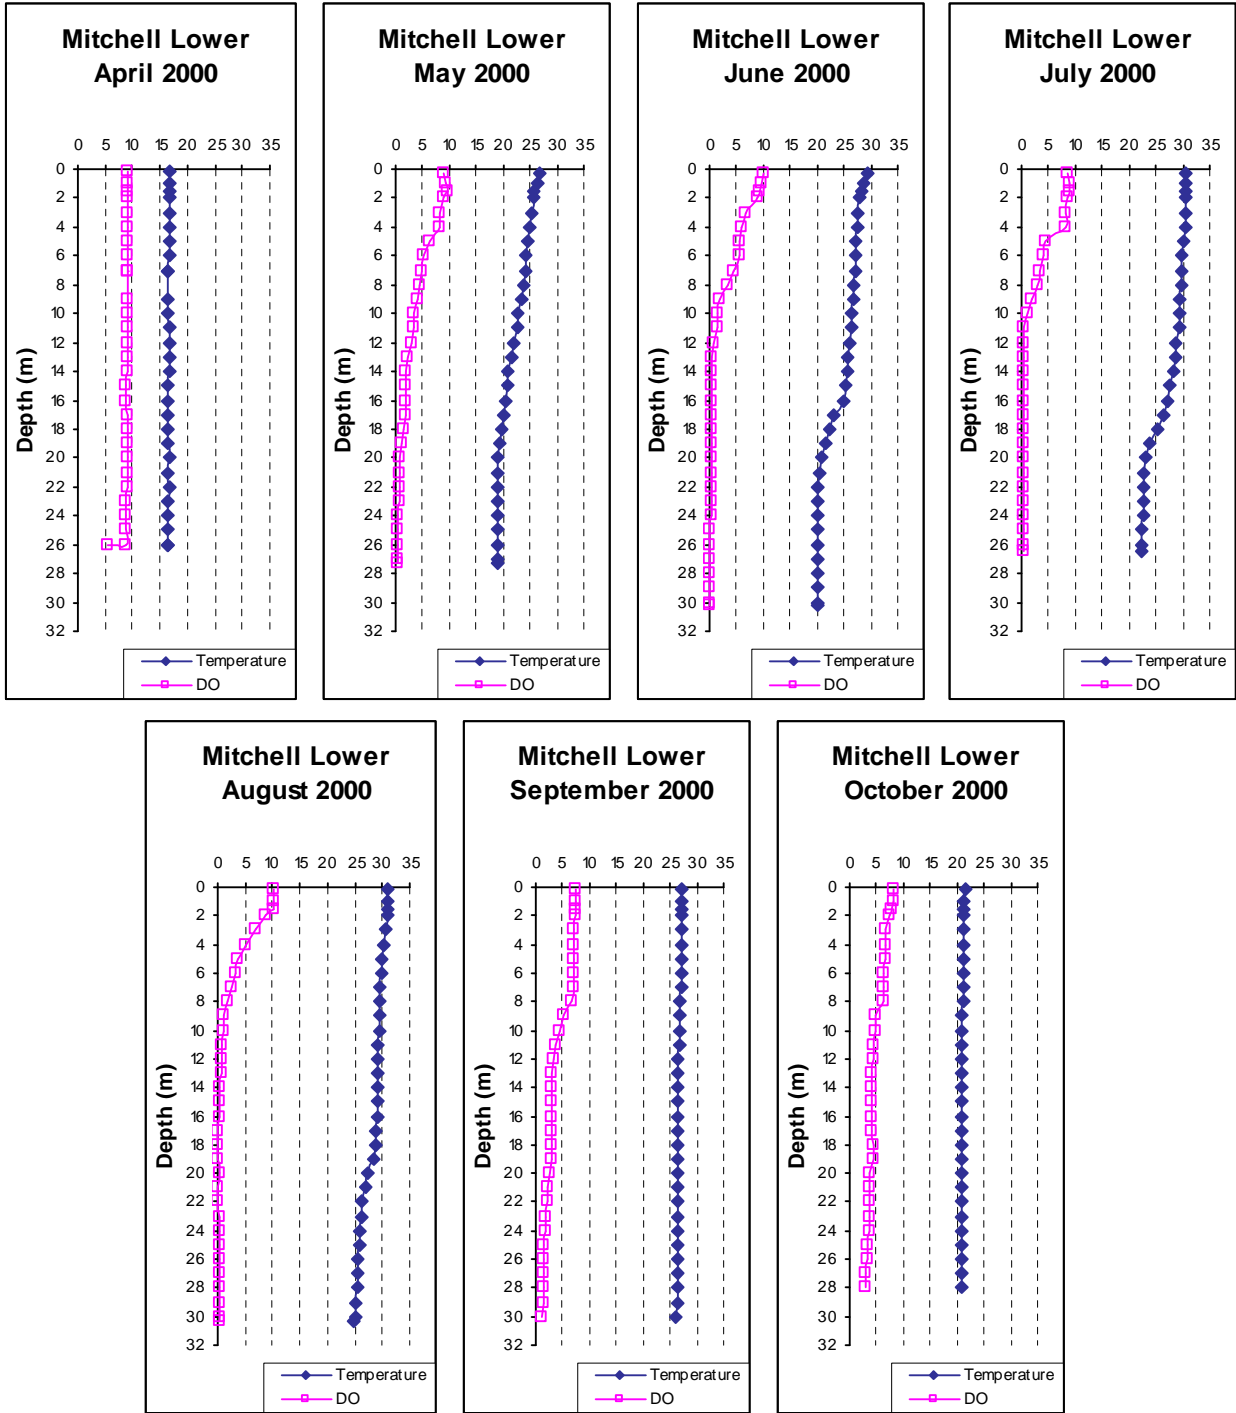 Mitchell Lower
April 2000
0 5 10 15 20 25 30 35
0
2
4
6
8
10
12
14
16
18
20
22
24
26
28
30
32
Depth (m)
Temperature
DO
Mitchell Lower
May 2000
0 5 10 15 20 25 30 35
0
2
4
6
8
10
12
14
16
18
20
22
24
26
28
30
32
Depth (m)
Temperature
DO
Mitchell Lower
June 2000
0 5 10 15 20 25 30 35
0
2
4
6
8
10
12
14
16
18
20
22
24
26
28
30
32
Depth (m)
Temperature
DO
Mitchell Lower
July 2000
0 5 10 15 20 25 30 35
0
2
4
6
8
10
12
14
16
18
20
22
24
26
28
30
32
Depth (m)
Temperature
DO
Mitchell Lower
August 2000
0 5 10 15 20 25 30 35
0
2
4
6
8
10
12
14
16
18
20
22
24
26
28
30
32
Depth (m)
Temperature
DO
Mitchell Lower
September 2000
0 5 10 15 20 25 30 35
0
2
4
6
8
10
12
14
16
18
20
22
24
26
28
30
32
Depth (m)
Temperature
DO
Mitchell Lower
October 2000
0 5 10 15 20 25 30 35
0
2
4
6
8
10
12
14
16
18
20
22
24
26
28
30
32
Depth (m)
Temperature
DO